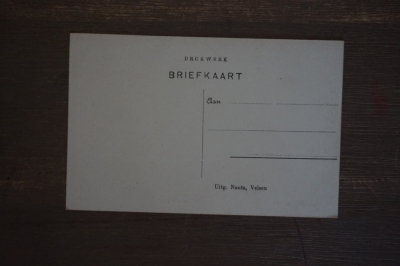 DRUKWERK
BRIEFKAART
Aan
Uitg. Nauta, Velsen